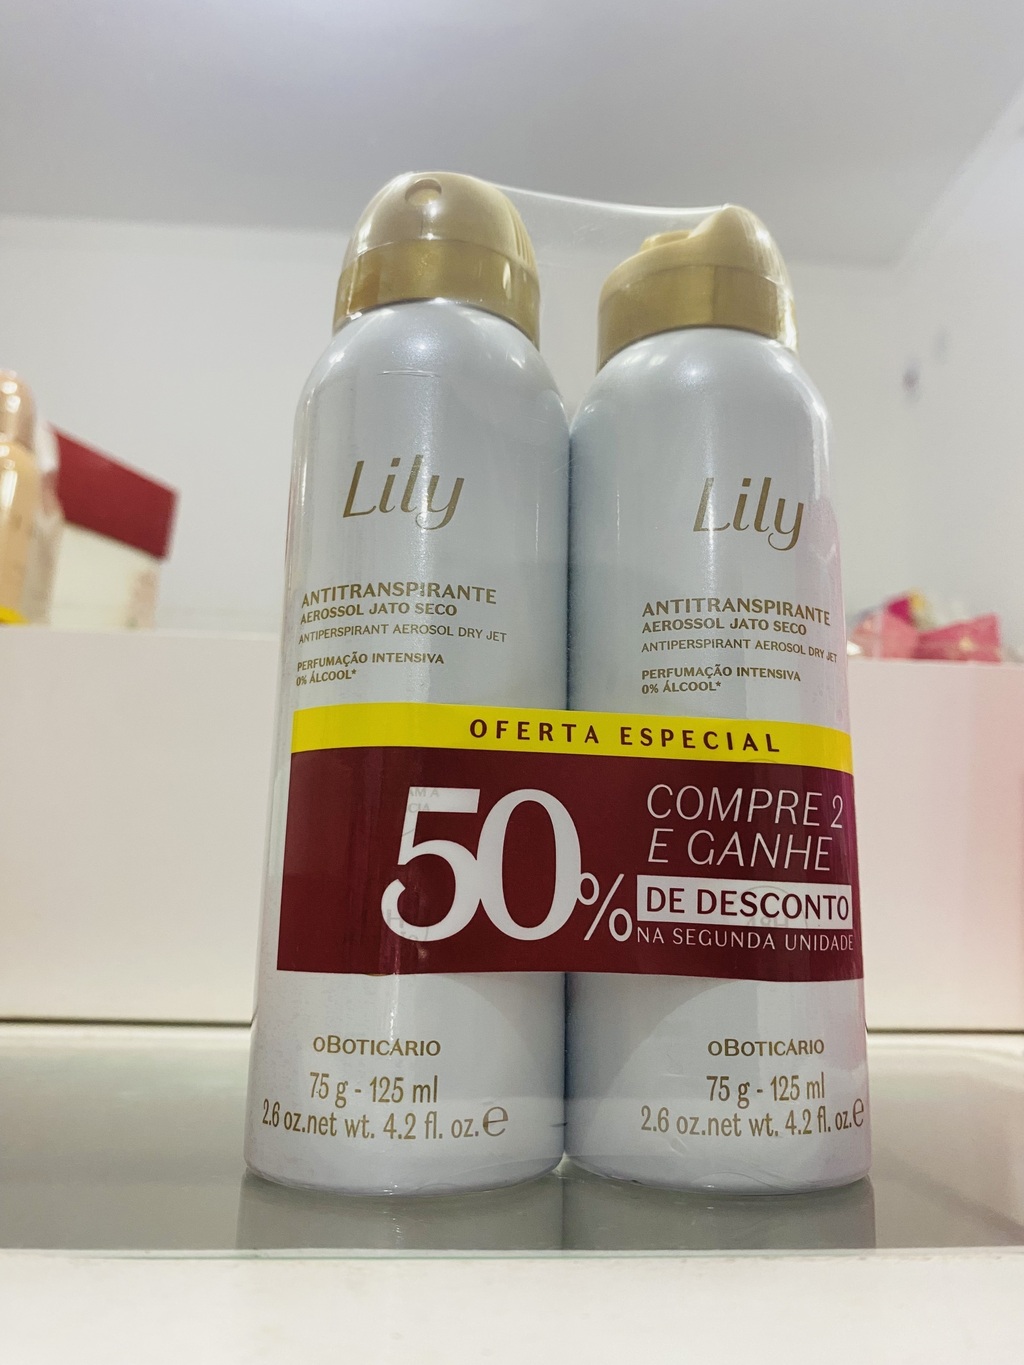 Lily
ANTITRANSPIRANTE
AEROSSOL JATO SECO
ANTIPERSPIRANT AEROSOL DRY JET
PERFUMAÇÃO INTENSIVA
0% ÁLCOOL*
Lily
ANTITRANSPIRANTE
AEROSSOL JATO SECO
ANTIPERSPIRANT AEROSOL DRY JET
PERFUMAÇÃO INTENSIVA
0% ÁLCOOL*
OFERTA ESPECIAL
COMPRE 2
E GANHE
50%
DE DESCONTO
NA SEGUNDA UNIDADE
oBOTICÁRIO
75 g - 125 ml
2.6 oz.net wt. 4.2 fl. oz. e
oBOTICÁRIO
75 g - 125 ml
2.6 oz.net wt. 4.2 fl. oz. e